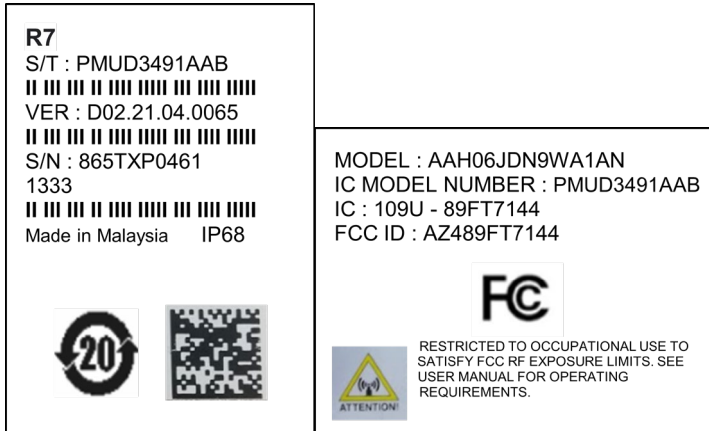 R7
S/T : PMUD3491AAB
VER : D02.21.04.0065
S/N : 865TXP0461
1333
Made in Malaysia IP68
20
MODEL : AAH06JDN9WA1AN
IC MODEL NUMBER : PMUD3491AAB
IC : 109U - 89FT7144
FCC ID : AZ489FT7144
FC
ATTENTION!
RESTRICTED TO OCCUPATIONAL USE TO
SATISFY FCC RF EXPOSURE LIMITS. SEE
USER MANUAL FOR OPERATING
REQUIREMENTS.